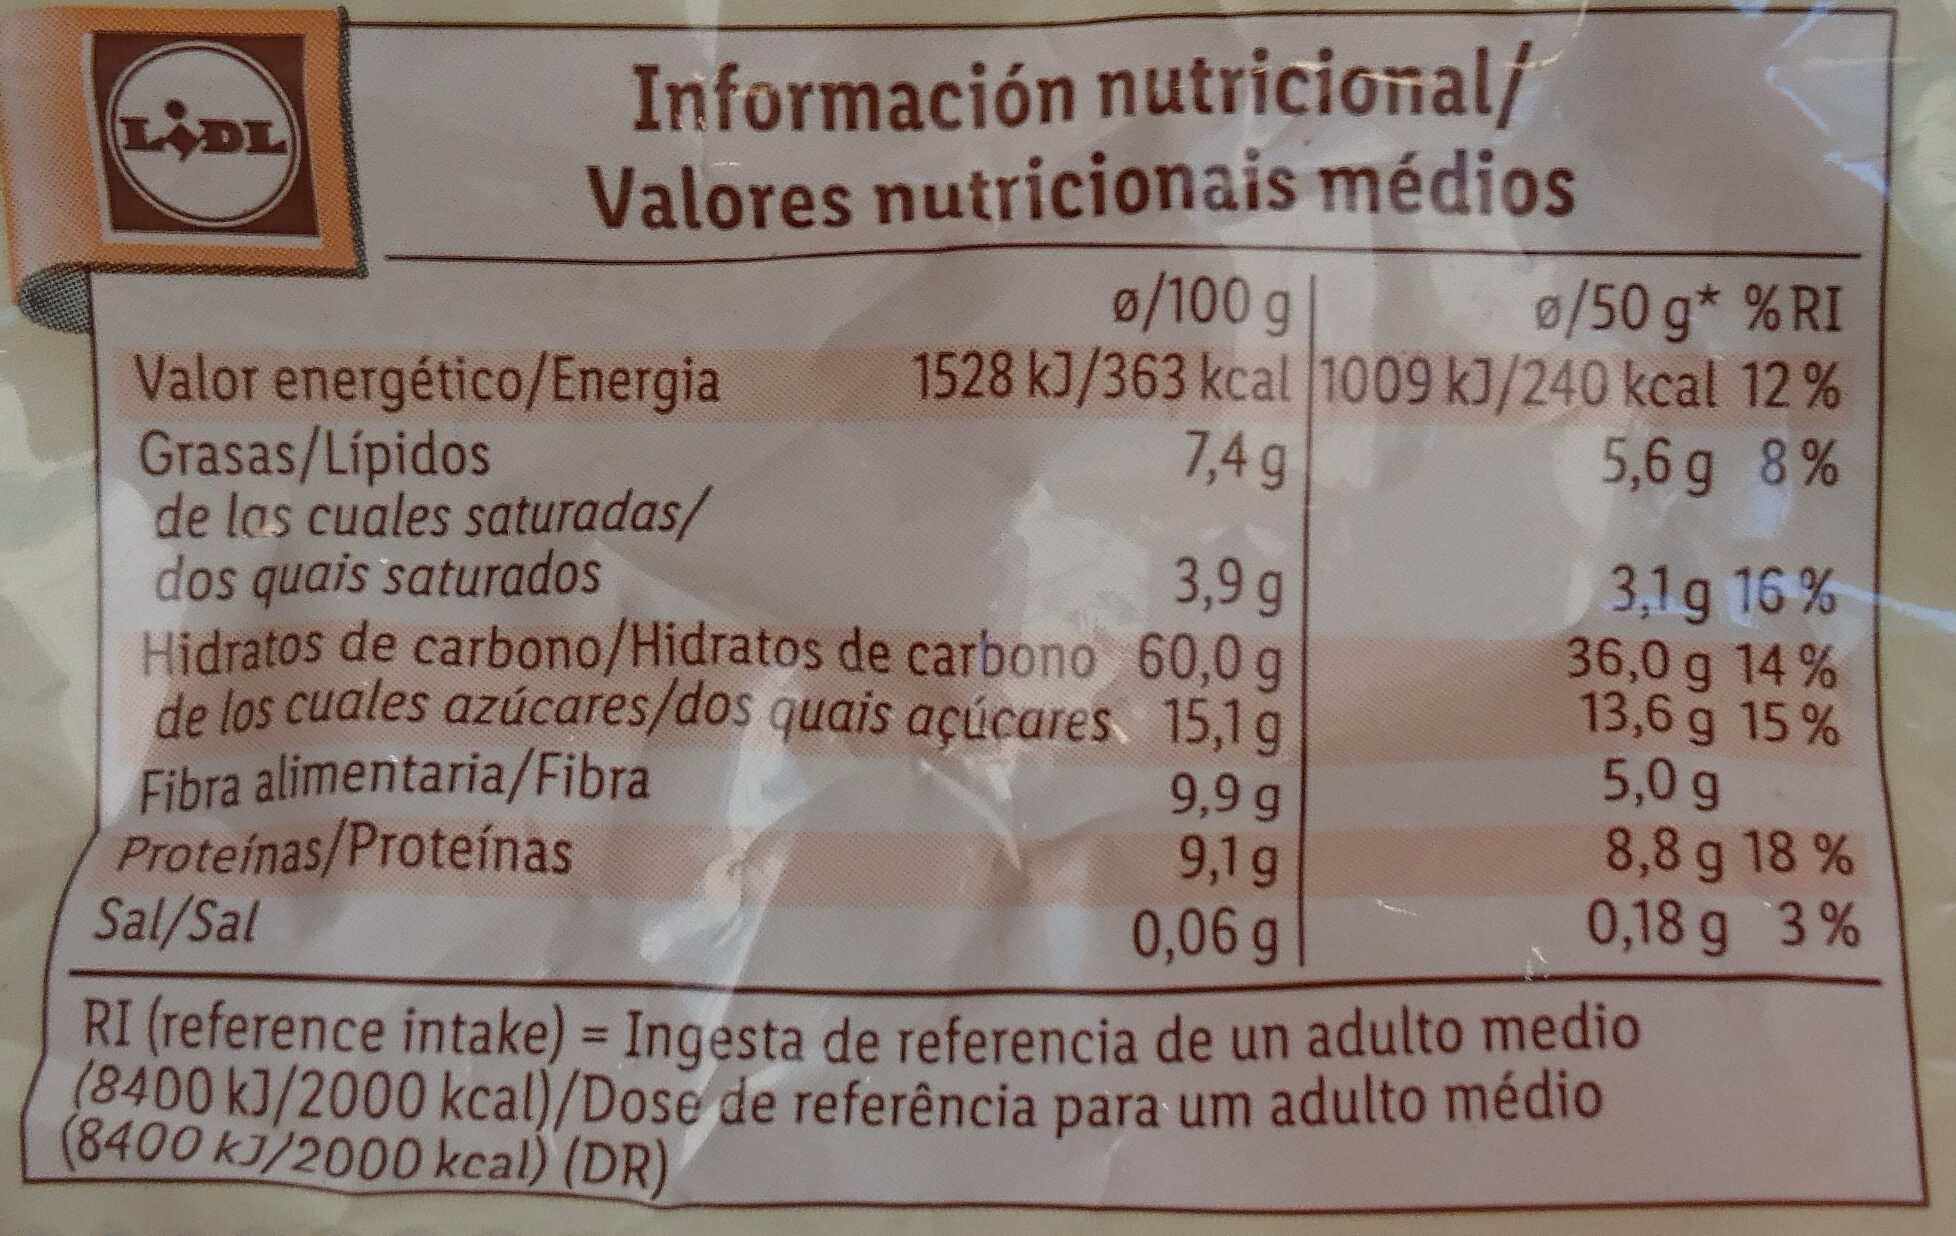 LIDL
Información nutricional/
Valores nutricionais médios
ø/100 g ø/50 g* %RI
Valor energético/Energia 1528 kJ/363 kcal 1009 kJ/240 kcal 12 %
Grasas/Lípidos 7,4 g 5,6 g 8 %
de las cuales saturadas/
dos quais saturados 3,9 g 3,1 g 16 %
Hidratos de carbono/Hidratos de carbono 60,0 g 36,0 g 14 %
de los cuales azúcares/dos quais açúcares 15,1 g 13,6 g 15 %
Fibra alimentaria/Fibra 9,9 g 5,0 g
Proteínas/Proteínas 9,1 g 8,8 g 18 %
Sal/Sal 0,06 g 0,18 g 3 %
RI (reference intake) = Ingesta de referencia de un adulto medio
(8400 kJ/2000 kcal)/Dose de referência para um adulto médio
(8400 kJ/2000 kcal) (DR)